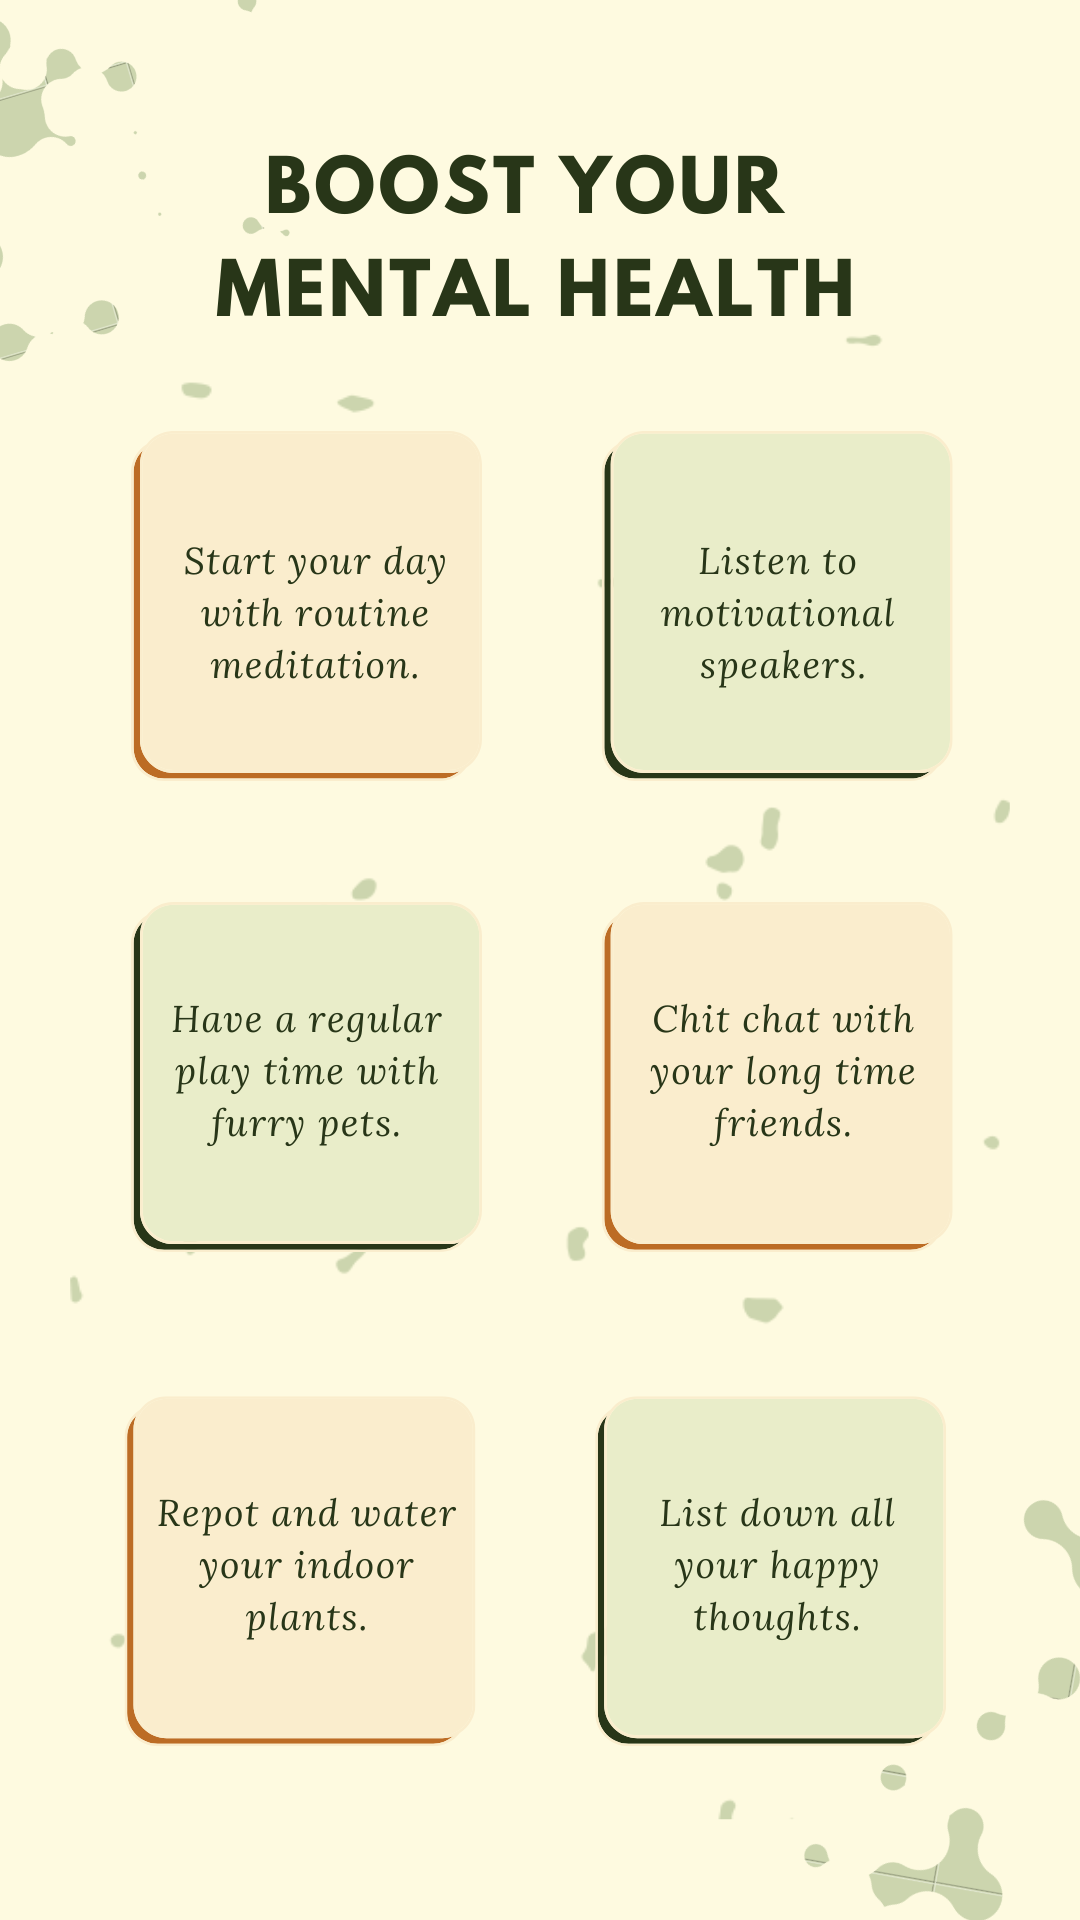 BOOST YOUR
MENTAL HEALTH
Start your day
with routine
meditation.
Listen to
motivational
speakers.
Have a regular
play time with
furry pets.
Chit chat with
your long time
friends.
Repot and water
your indoor
plants.
List down all
your happy
thoughts.